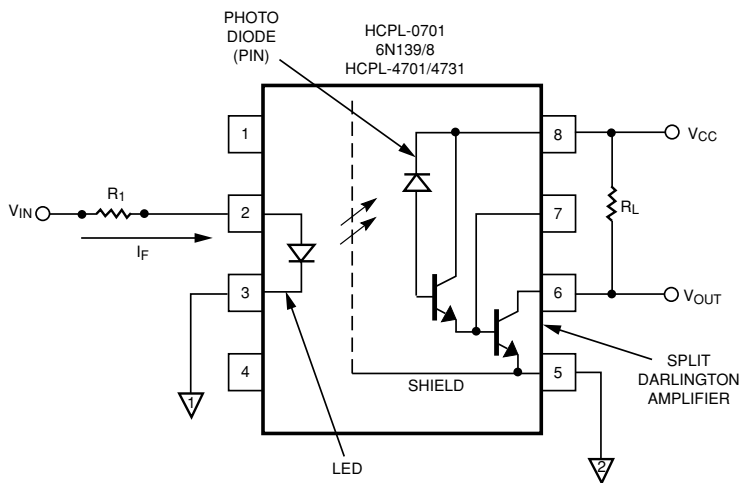 PHOTO
DIODE
(PIN)
HCPL-0701
6N139/8
HCPL-4701/4731
1
8
VCC
VIN
R1
2
7
RL
IF
3
6
VOUT
4
5
SHIELD
SPLIT
DARLINGTON
AMPLIFIER
1
2
LED